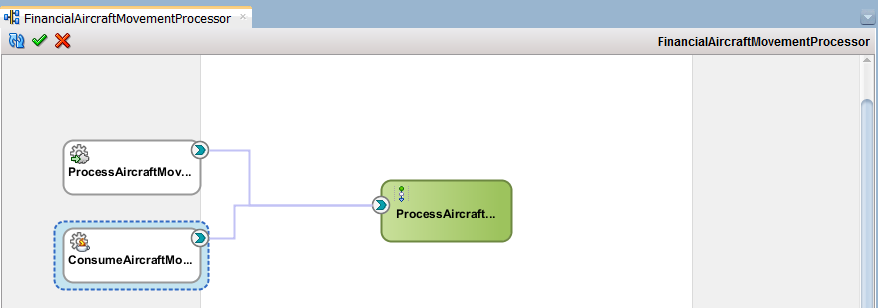 FinancialAircraftMovementProcessor
FinancialAircraftMovementProcessor
ProcessAircraftMov...
ProcessAircraft...
ConsumeAircraftMo...